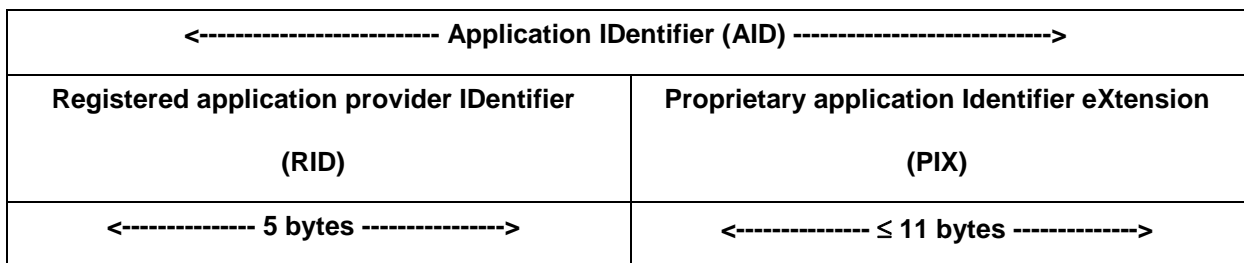 <--------------------------- Application IDentifier (AID) ----------------------------->
Registered application provider IDentifier
(RID)
Proprietary application Identifier eXtension
(PIX)
<--------------- 5 bytes ---------------->
<--------------- ≤ 11 bytes -------------->